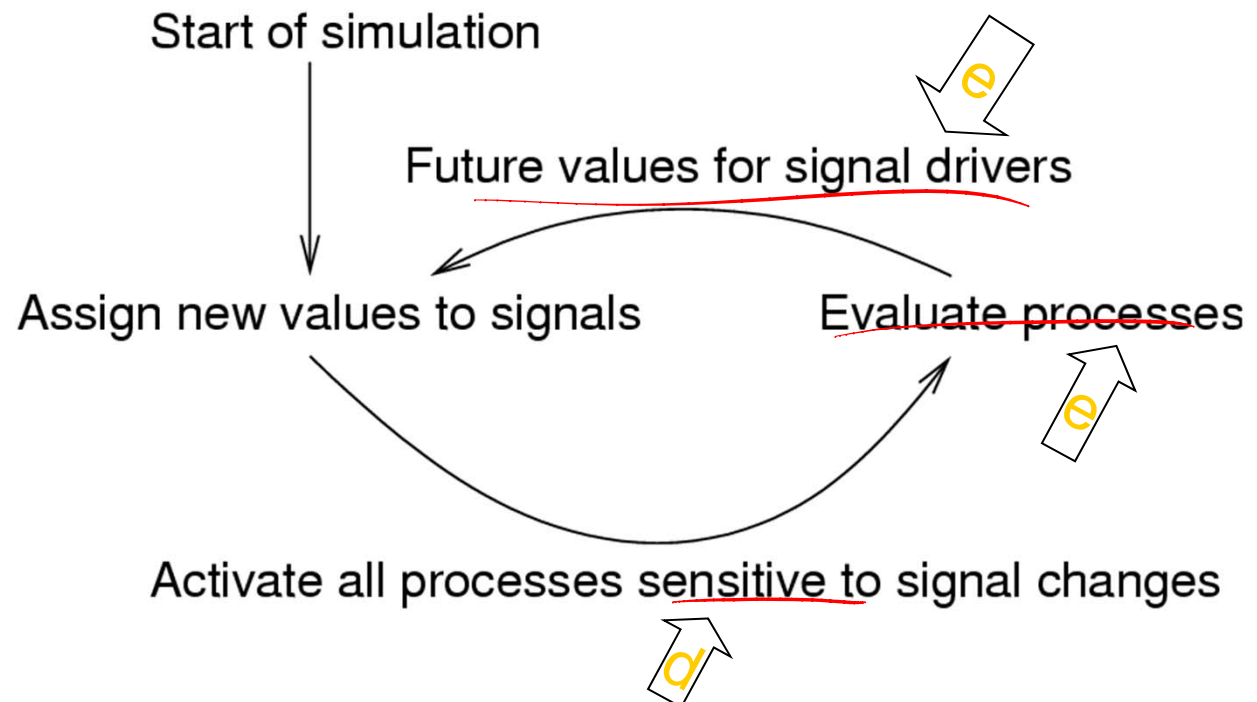 Start of simulation
e
Future values for signal drivers
Assign new values to signals
Evaluate processes
e
Activate all processes sensitive to signal changes
d